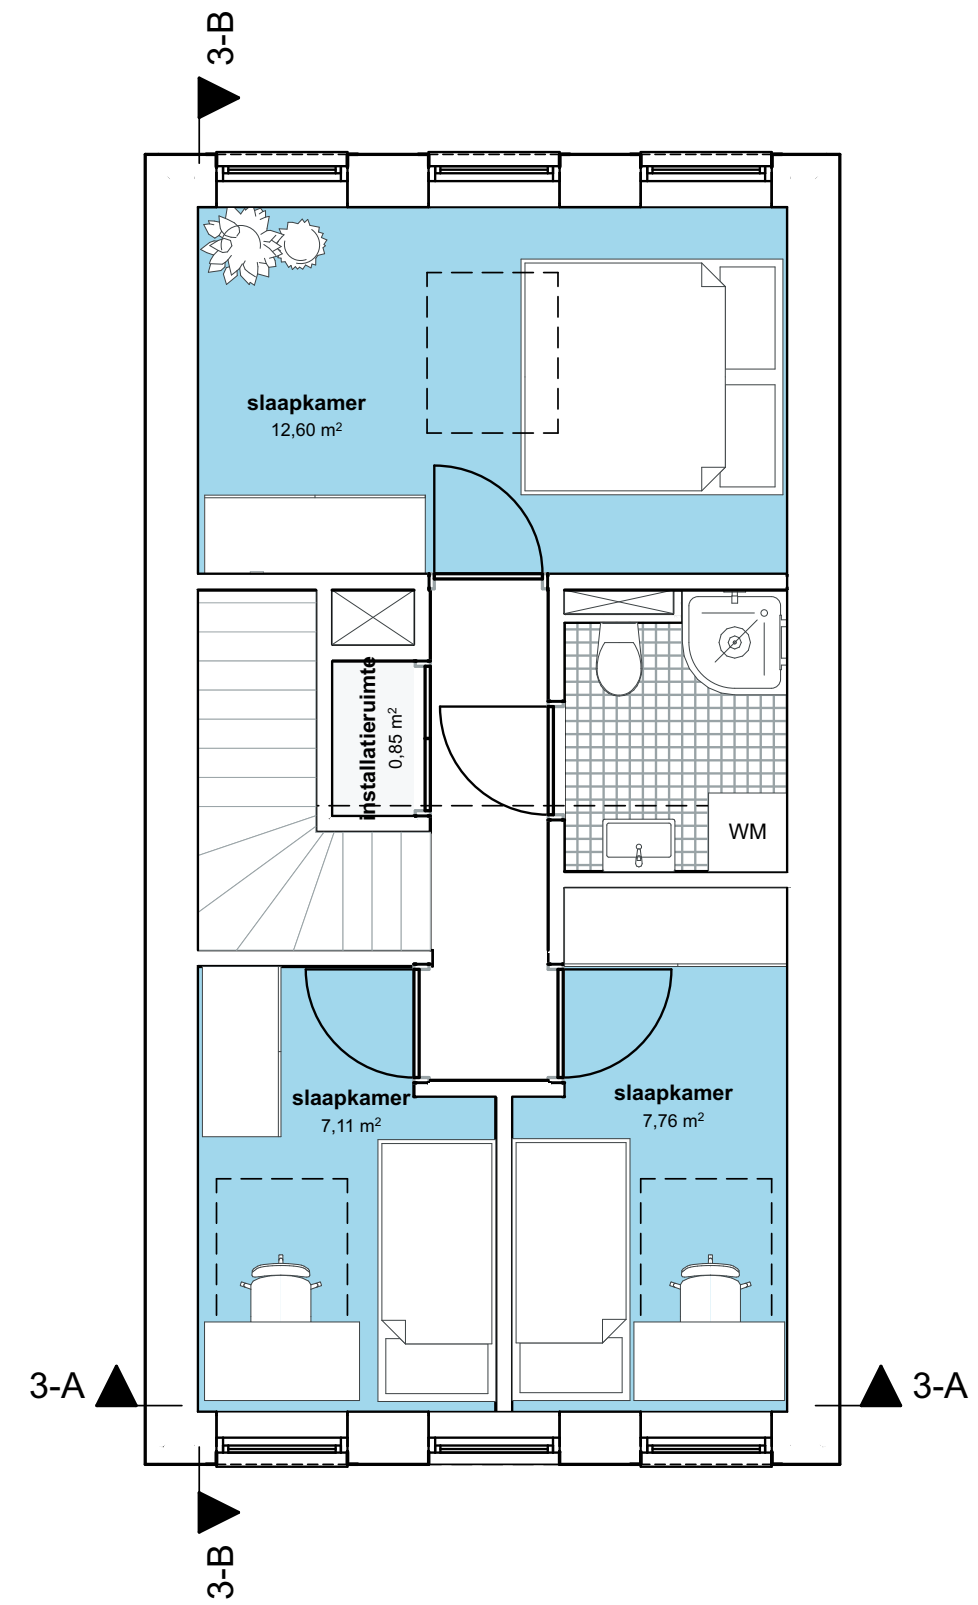 3-B
slaapkamer
12,60 m²
installatieruimte
0,85 m²
WM
slaapkamer
7,11 m²
slaapkamer
7,76 m²
3-A
3-A
3-B